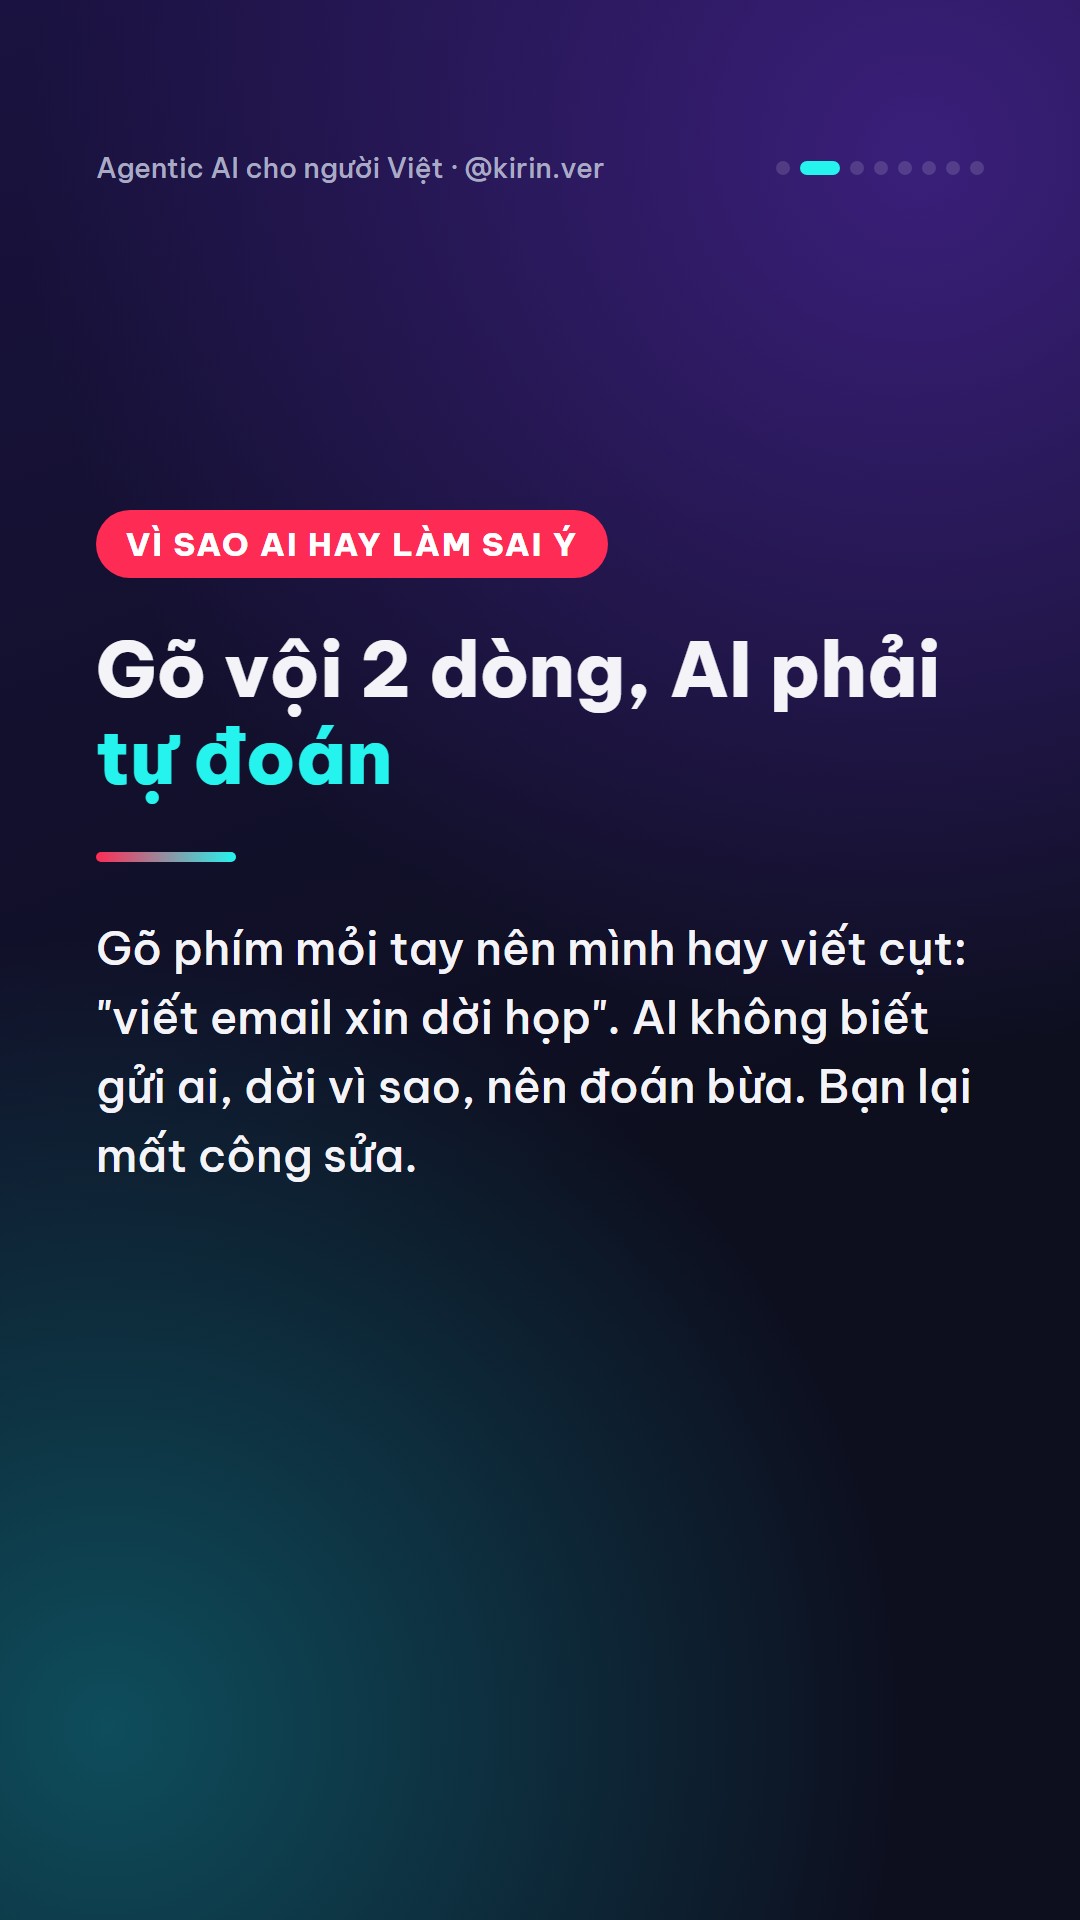 Agentic AI cho người Việt · @kirin.ver
VÌ SAO AI HAY LÀM SAI Ý
Gõ vội 2 dòng, AI phải
tự đoán
Gõ phím mỏi tay nên mình hay viết cụt:
"viết email xin dời họp". AI không biết
gửi ai, dời vì sao, nên đoán bừa. Bạn lại
mất công sửa.